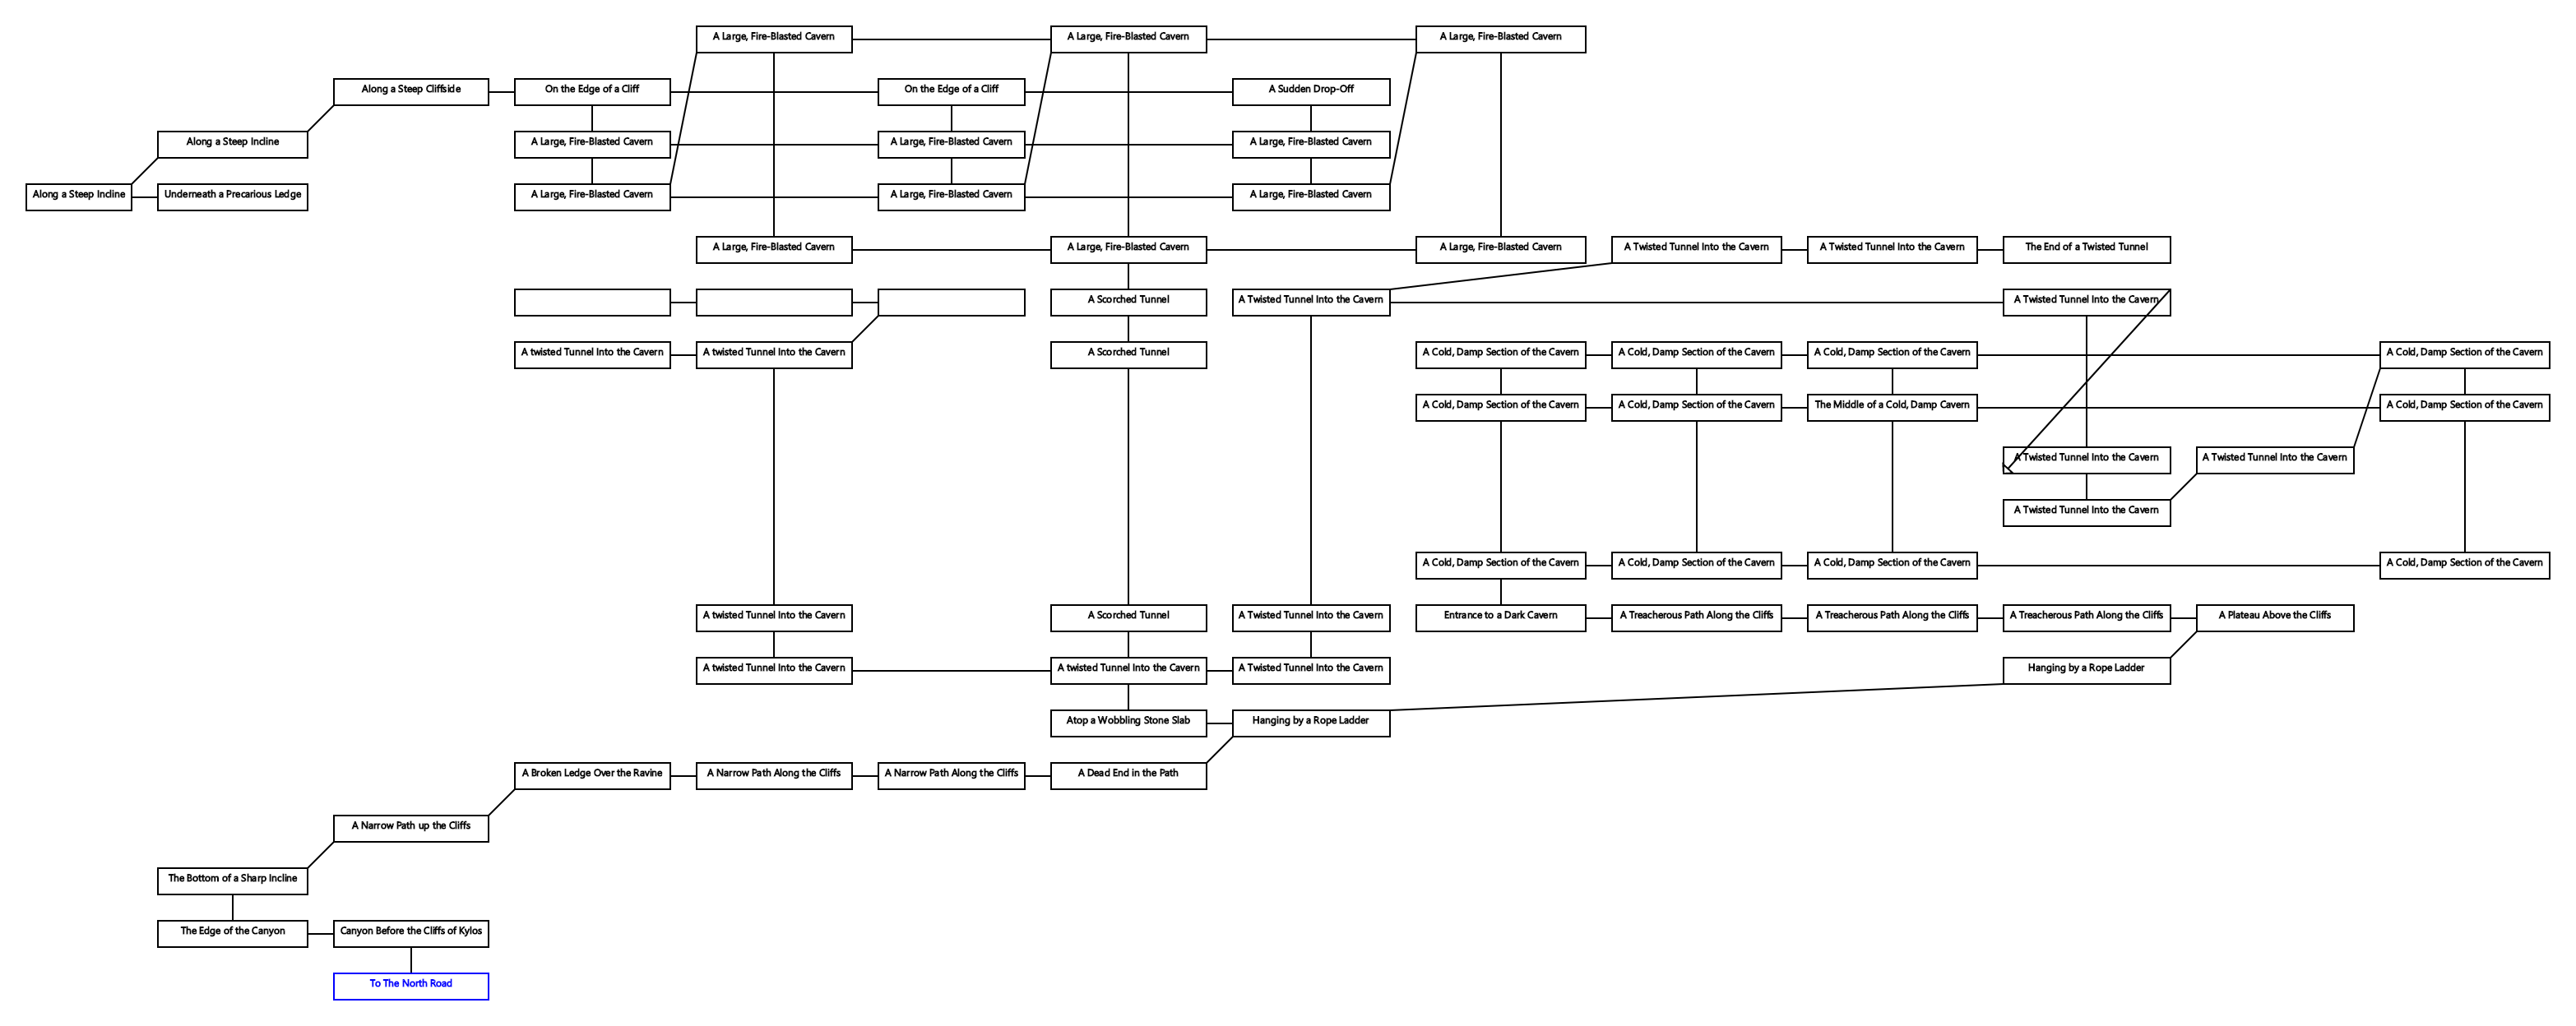 A Large, Fire-Blasted Cavern
A Large, Fire-Blasted Cavern
A Large, Fire-Blasted Cavern
Along a Steep Cliffside
On the Edge of a Cliff
On the Edge of a Cliff
A Sudden Drop-Off
Along a Steep Incline
A Large, Fire-Blasted Cavern
A Large, Fire-Blasted Cavern
A Large, Fire-Blasted Cavern
Along a Steep Incline
Underneath a Precarious Ledge
A Large, Fire-Blasted Cavern
A Large, Fire-Blasted Cavern
A Large, Fire-Blasted Cavern
A Large, Fire-Blasted Cavern
A Large, Fire-Blasted Cavern
A Large, Fire-Blasted Cavern
A Twisted Tunnel Into the Cavern
A Twisted Tunnel Into the Cavern
The End of a Twisted Tunnel
A Scorched Tunnel
A Twisted Tunnel Into the Cavern
A Twisted Tunnel Into the Cavern
A twisted Tunnel Into the Cavern
A twisted Tunnel Into the Cavern
A Scorched Tunnel
A Cold, Damp Section of the Cavern
A Cold, Damp Section of the Cavern
A Cold, Damp Section of the Cavern
A Cold, Damp Section of the Cavern
A Cold, Damp Section of the Cavern
A Cold, Damp Section of the Cavern
The Middle of a Cold, Damp Cavern
A Cold, Damp Section of the Cavern
A Twisted Tunnel Into the Cavern
A Twisted Tunnel Into the Cavern
A Twisted Tunnel Into the Cavern
A Cold, Damp Section of the Cavern
A Cold, Damp Section of the Cavern
A Cold, Damp Section of the Cavern
A Cold, Damp Section of the Cavern
A twisted Tunnel Into the Cavern
A Scorched Tunnel
A Twisted Tunnel Into the Cavern
Entrance to a Dark Cavern
A Treacherous Path Along the Cliffs
A Treacherous Path Along the Cliffs
A Treacherous Path Along the Cliffs
A Plateau Above the Cliffs
A twisted Tunnel Into the Cavern
A twisted Tunnel Into the Cavern
A Twisted Tunnel Into the Cavern
Hanging by a Rope Ladder
Atop a Wobbling Stone Slab
Hanging by a Rope Ladder
A Broken Ledge Over the Ravine
A Narrow Path Along the Cliffs
A Narrow Path Along the Cliffs
A Dead End in the Path
A Narrow Path up the Cliffs
The Bottom of a Sharp Incline
The Edge of the Canyon
Canyon Before the Cliffs of Kylos
To The North Road